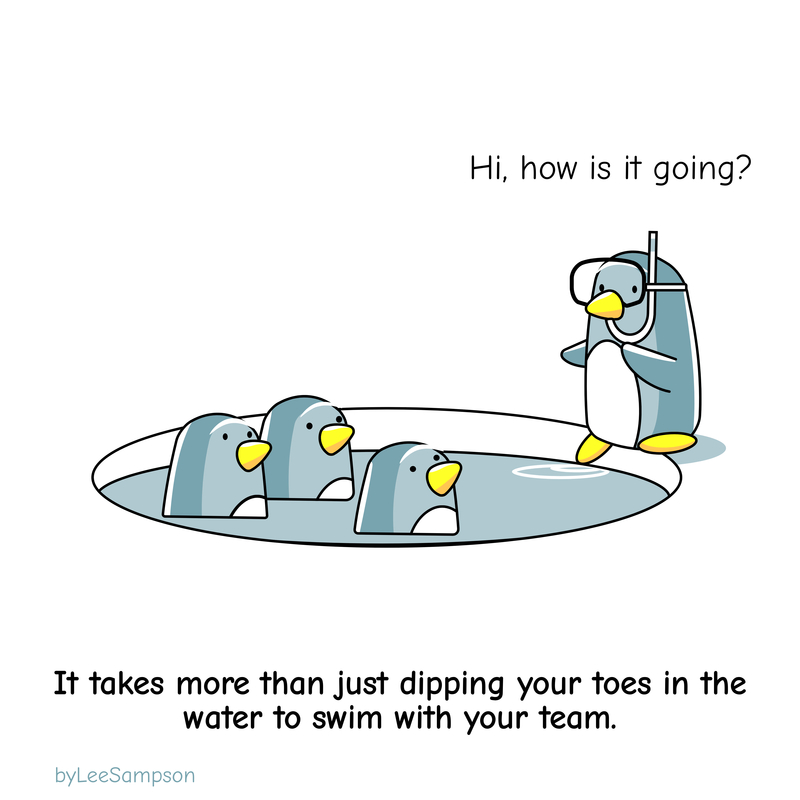 Hi, how is it going?
It takes more than just dipping your toes in the
water to swim with your team.
byLeeSampson